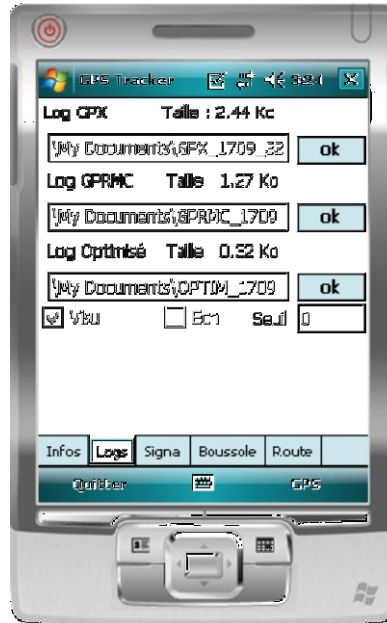 GPS Tracker 3:24
Log GPX Taille : 2.44 Ko
\My Documents\GPX_1709_32 ok
Log GPRMC Taille 1.27 Ko
\My Documents\GPRMC_1709 ok
Log Optimisé Taille 0.32 Ko
\My Documents\OPTIM_1709 ok
Visu Seuil 0
Infos Logs Signa Boussole Route
Quitter GPS